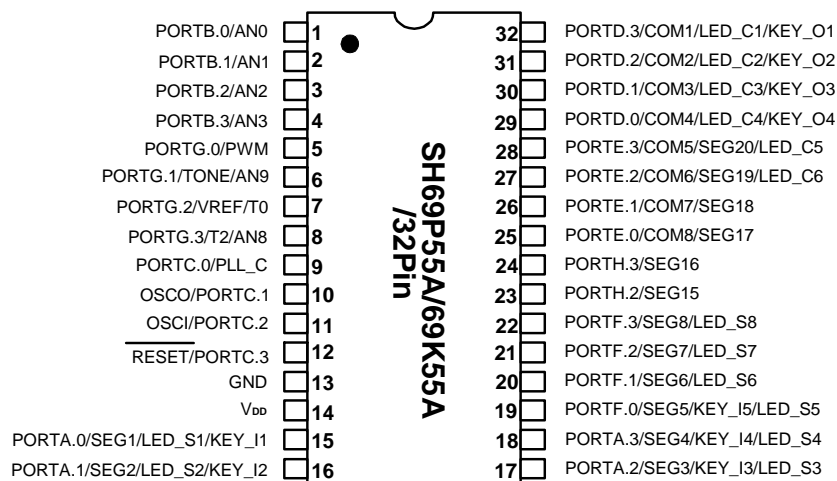 PORTB.0/AN0 1 32 PORTD.3/COM1/LED_C1/KEY_O1
PORTB.1/AN1 2 31 PORTD.2/COM2/LED_C2/KEY_O2
PORTB.2/AN2 3 30 PORTD.1/COM3/LED_C3/KEY_O3
PORTB.3/AN3 4 29 PORTD.0/COM4/LED_C4/KEY_O4
PORTG.0/PWM 5 28 PORTE.3/COM5/SEG20/LED_C5
PORTG.1/TONE/AN9 6 27 PORTE.2/COM6/SEG19/LED_C6
PORTG.2/VREF/T0 7 26 PORTE.1/COM7/SEG18
PORTG.3/T2/AN8 8 25 PORTE.0/COM8/SEG17
PORTC.0/PLL_C 9 24 PORTH.3/SEG16
OSCO/PORTC.1 10 23 PORTH.2/SEG15
OSCI/PORTC.2 11 22 PORTF.3/SEG8/LED_S8
RESET/PORTC.3 12 21 PORTF.2/SEG7/LED_S7
GND 13 20 PORTF.1/SEG6/LED_S6
VDD 14 19 PORTF.0/SEG5/KEY_I5/LED_S5
PORTA.0/SEG1/LED_S1/KEY_I1 15 18 PORTA.3/SEG4/KEY_I4/LED_S4
PORTA.1/SEG2/LED_S2/KEY_I2 16 17 PORTA.2/SEG3/KEY_I3/LED_S3
SH69P55A/69K55A
/32Pin